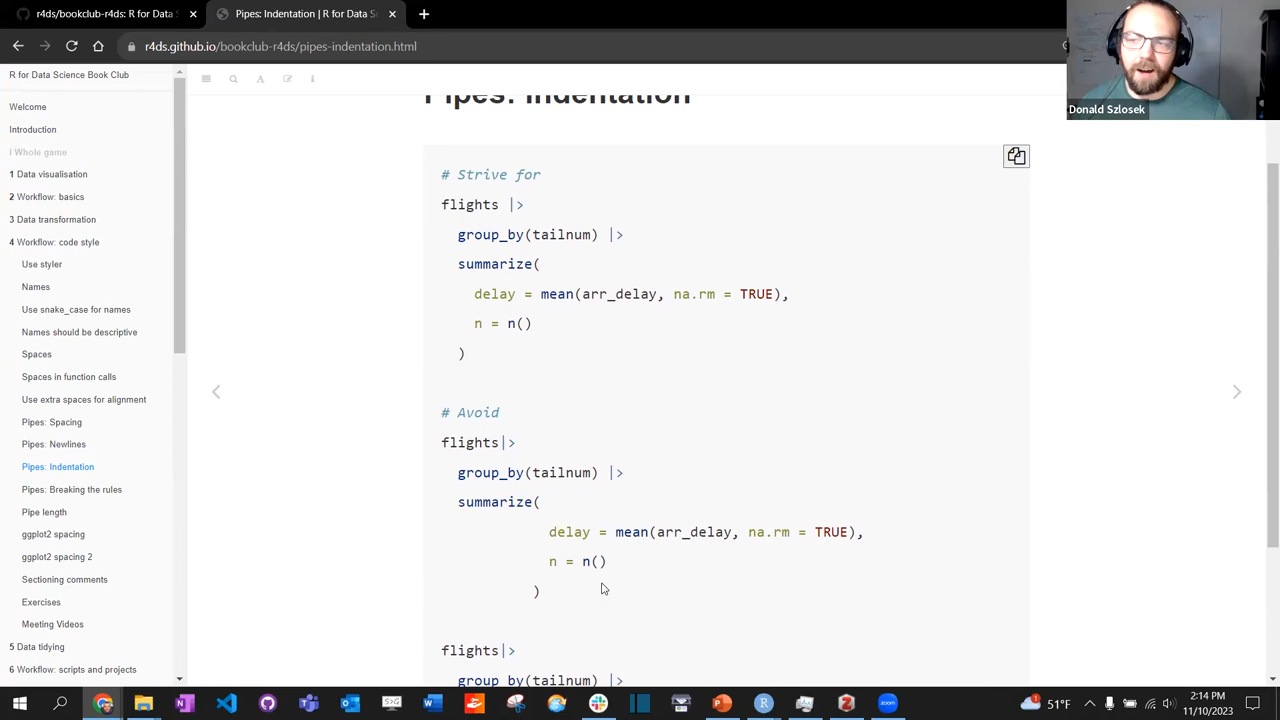 r4ds/bookclub-r4ds: R for Data S
Pipes: Indentation | R for Data Sc
r4ds.github.io/bookclub-r4ds/pipes-indentation.html
Donald Szlosek
R for Data Science Book Club
Welcome
Introduction
I Whole game
1 Data visualisation
2 Workflow: basics
3 Data transformation
4 Workflow: code style
Use styler
Names
Use snake_case for names
Names should be descriptive
Spaces
Spaces in function calls
Use extra spaces for alignment
Pipes: Spacing
Pipes: Newlines
Pipes: Indentation
Pipes: Breaking the rules
Pipe length
ggplot2 spacing
ggplot2 spacing 2
Sectioning comments
Exercises
Meeting Videos
5 Data tidying
6 Workflow: scripts and projects
Pipes: Indentation
# Strive for
flights |>
group_by(tailnum) |>
summarize(
delay = mean(arr_delay, na.rm = TRUE),
n = n()
)
# Avoid
flights|>
group_by(tailnum) |>
summarize(
delay = mean(arr_delay, na.rm = TRUE),
n = n()
)
flights|>
group_by(tailnum) |>
51°F
2:14 PM
11/10/2023